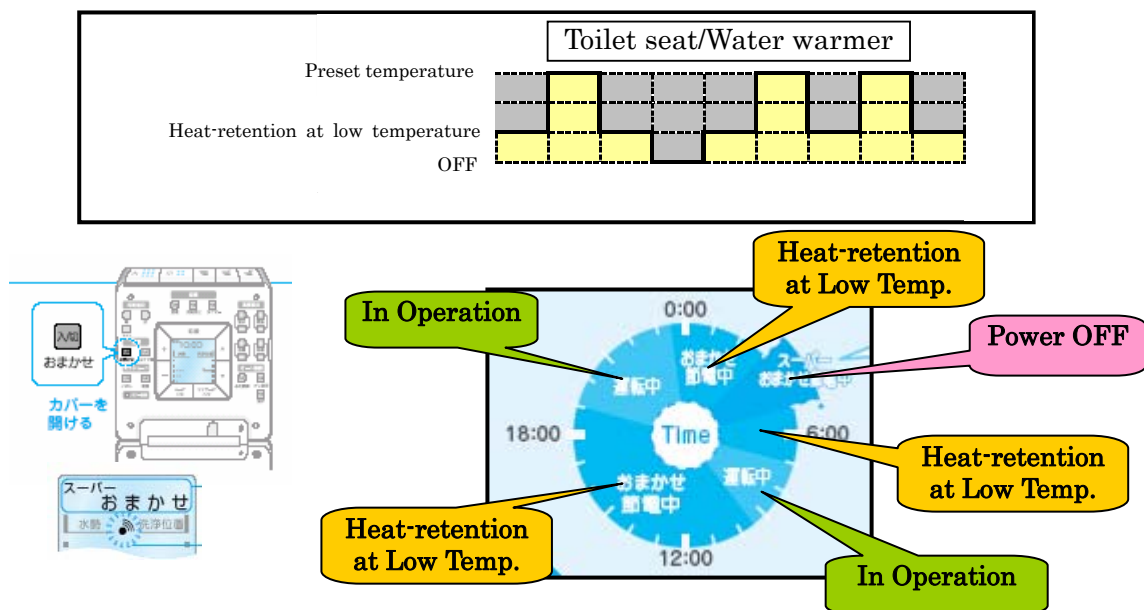 Toilet seat/Water warmer
Preset temperature
Heat-retention at low temperature
OFF
入/切
おまかせ
カバーを
開ける
スーパー
おまかせ
水勢
洗浄位置
Heat-retention
at Low Temp.
In Operation
Power OFF
0:00
おまかせ
節電中
スーパー
おまかせ節電中
運転中
18:00
Time
6:00
Heat-retention
at Low Temp.
おまかせ
節電中
運転中
Heat-retention
at Low Temp.
12:00
In Operation